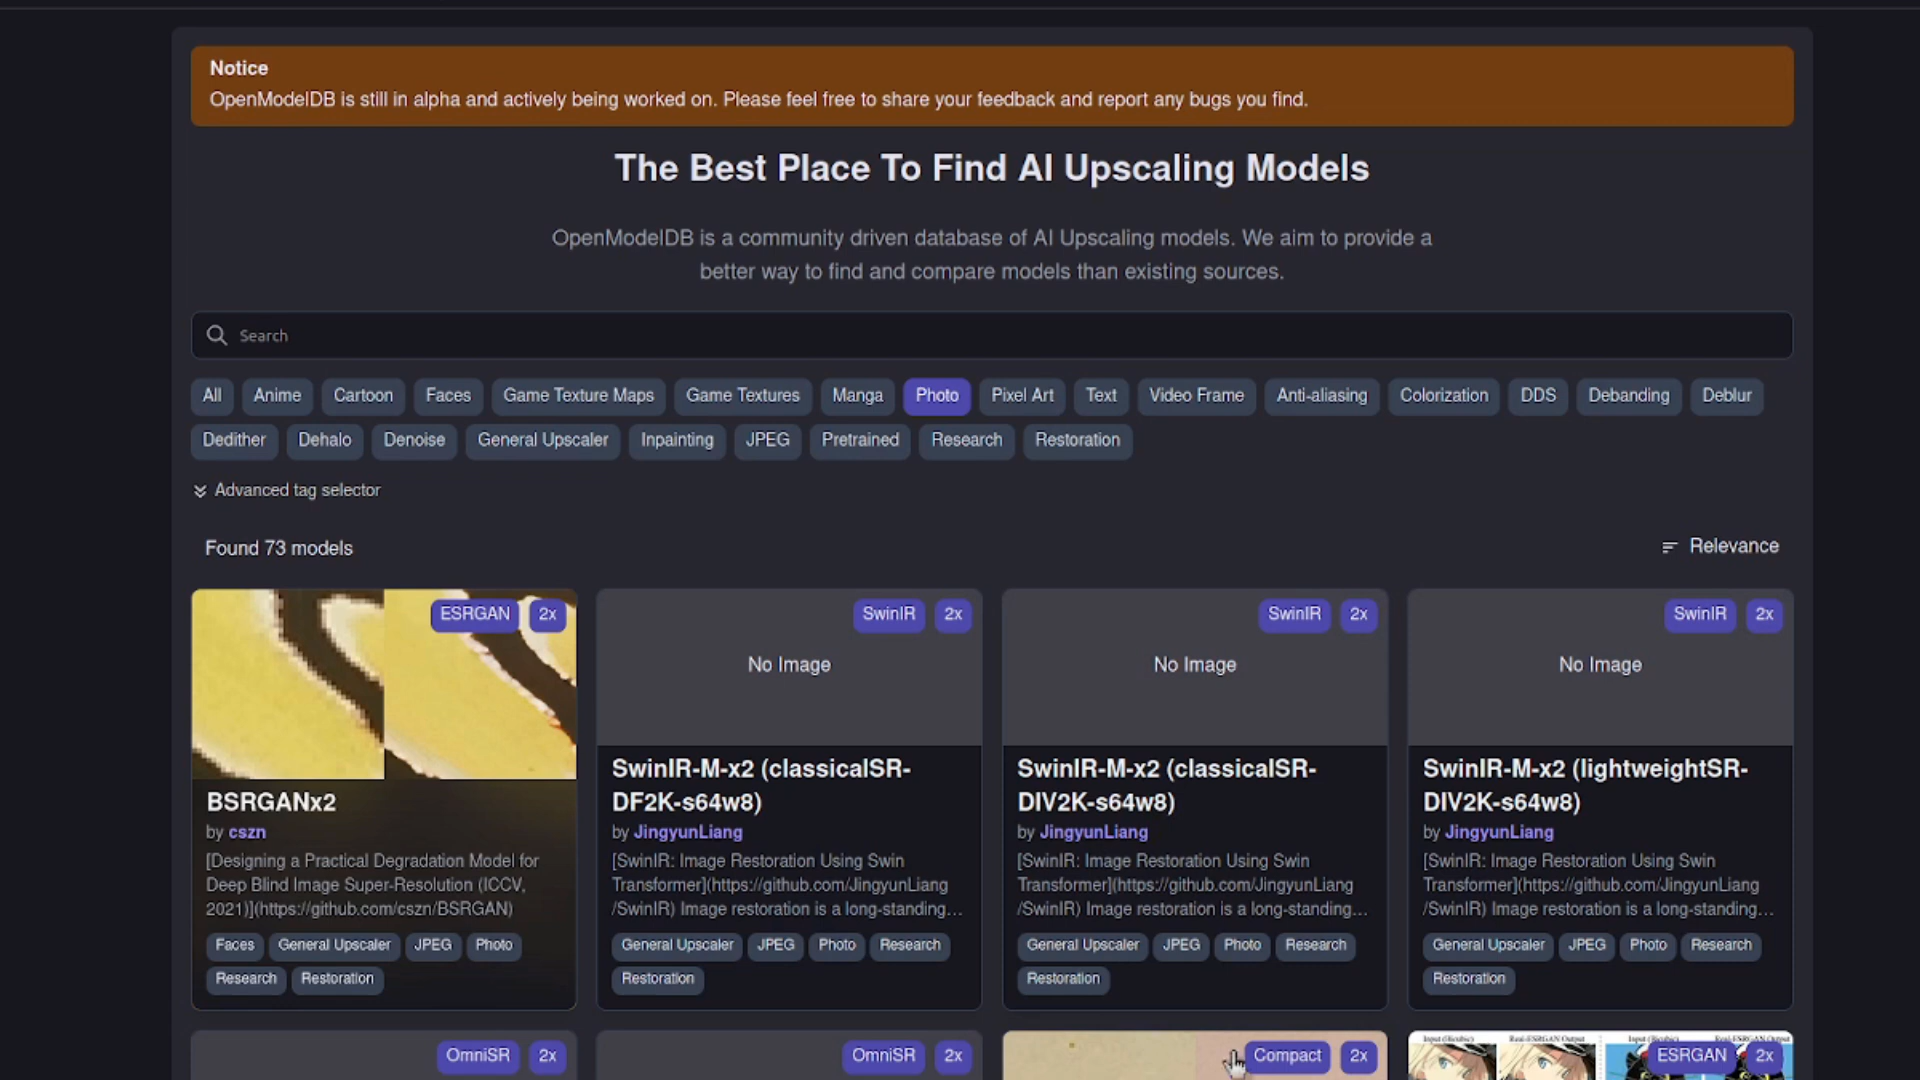 Notice
OpenModelDB is still in alpha and actively being worked on. Please feel free to share your feedback and report any bugs you find.
The Best Place To Find AI Upscaling Models
OpenModelDB is a community driven database of AI Upscaling models. We aim to provide a
better way to find and compare models than existing sources.
Search
All Anime Cartoon Faces Game Texture Maps Game Textures Manga Photo Pixel Art Text Video Frame Anti-aliasing Colorization DDS Debanding Deblur
Dedither Dehalo Denoise General Upscaler Inpainting JPEG Pretrained Research Restoration
Advanced tag selector
Found 73 models
Relevance
ESRGAN 2x
BSRGANx2
by cszn
[Designing a Practical Degradation Model for
Deep Blind Image Super-Resolution (ICCV,
2021)](https://github.com/cszn/BSRGAN)
Faces General Upscaler JPEG Photo
Research Restoration
SwinIR 2x
No Image
SwinIR-M-x2 (classicalSR-
DF2K-s64w8)
by JingyunLiang
[SwinIR: Image Restoration Using Swin
Transformer](https://github.com/JingyunLiang
/SwinIR) Image restoration is a long-standing...
General Upscaler JPEG Photo Research
Restoration
SwinIR 2x
No Image
SwinIR-M-x2 (classicalSR-
DIV2K-s64w8)
by JingyunLiang
[SwinIR: Image Restoration Using Swin
Transformer](https://github.com/JingyunLiang
/SwinIR) Image restoration is a long-standing...
General Upscaler JPEG Photo Research
Restoration
SwinIR 2x
No Image
SwinIR-M-x2 (lightweightSR-
DIV2K-s64w8)
by JingyunLiang
[SwinIR: Image Restoration Using Swin
Transformer](https://github.com/JingyunLiang
/SwinIR) Image restoration is a long-standing...
General Upscaler JPEG Photo Research
Restoration
OmniSR 2x
OmniSR 2x
Compact 2x
Input (Bicubic) Real-ESRGAN Output
ESRGAN 2x